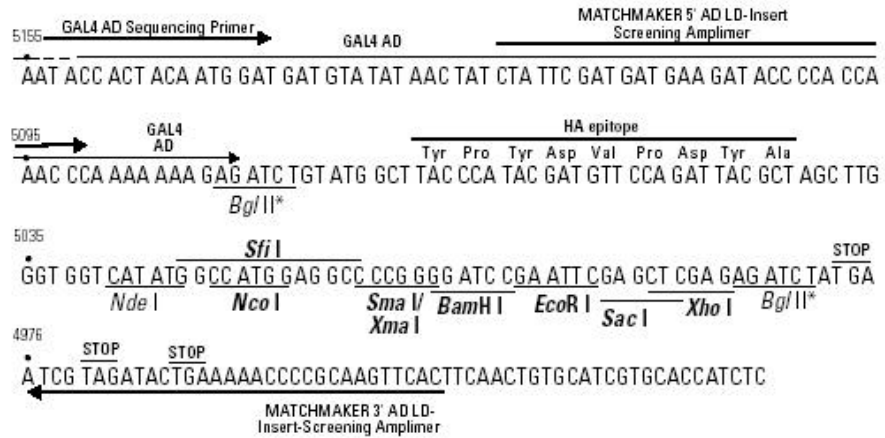 MATCHMAKER 5' AD LD-Insert
Screening Amplimer
5155 GAL4 AD Sequencing Primer
GAL4 AD
AAT ACC ACT ACA ATG GAT GAT GTA TAT AAC TAT CTA TTC GAT GAT GAA GAT ACC CCA CCA
5095 GAL4
AD
HA epitope
Tyr Pro Tyr Asp Val Pro Asp Tyr Ala
AAC CCA AAA AAA GAG ATC TGT ATG GCT TAC CCA TAC GAT GTT CCA GAT TAC GCT AGC TTG
Bgl II*
5035 Sfi I STOP
GGT GGT CAT ATG GCC ATG GAG GCC CCG GGG ATC CGA ATT CGA GCT CGA GAG ATC TAT GA
Nde I Nco I Sma I/ BamH I EcoR I Sac I Xho I Bgl II*
Xma I
4976 STOP STOP
A TCG TAGATACTGAAAAACCCCGCAAGTTCACTTCAACTGTGCATCGTGCACCATCTC
MATCHMAKER 3' AD LD-
Insert-Screening Amplimer